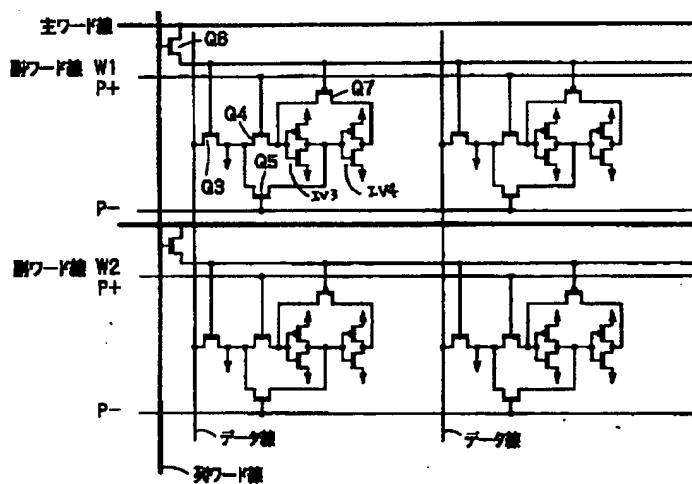 主ワード線
Q6
副ワード線 W1
P+
Q7
Q4
Q5
Q3
IV3
IV4
P-
副ワード線 W2
P+
P-
データ線
データ線
列ワード線